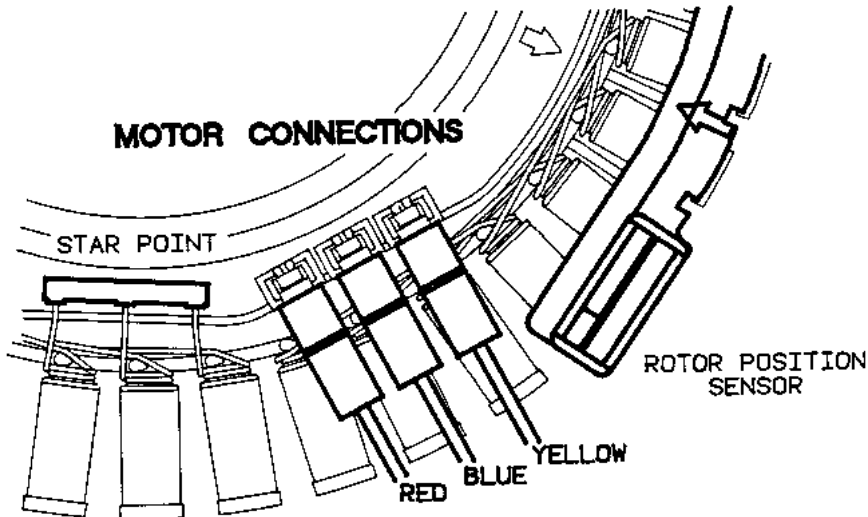 MOTOR CONNECTIONS
STAR POINT
ROTOR POSITION
SENSOR
YELLOW
BLUE
RED